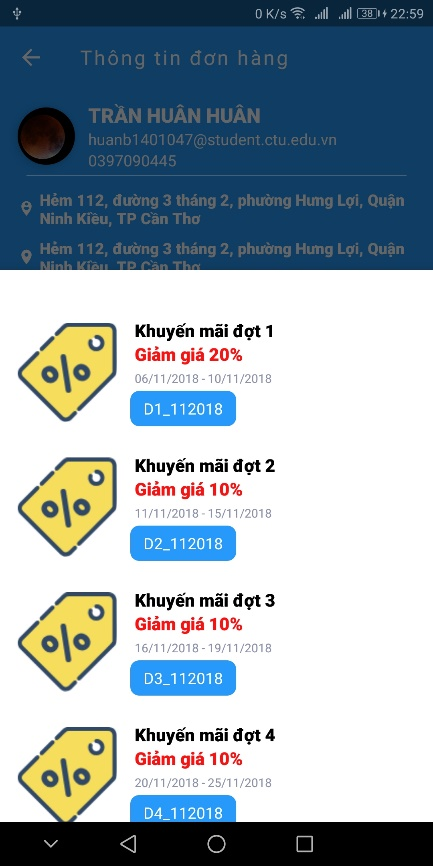 0 K/s 38 22:59
Thông tin đơn hàng
TRẦN HUÂN HUÂN
huanb1401047@student.ctu.edu.vn
0397090445
Hẻm 112, đường 3 tháng 2, phường Hưng Lợi, Quận
Ninh Kiều, TP Cần Thơ
Hẻm 112, đường 3 tháng 2, phường Hưng Lợi, Quận
Ninh Kiều, TP Cần Thơ
Khuyến mãi đợt 1
Giảm giá 20%
06/11/2018 - 10/11/2018
D1_112018
Khuyến mãi đợt 2
Giảm giá 10%
11/11/2018 - 15/11/2018
D2_112018
Khuyến mãi đợt 3
Giảm giá 10%
16/11/2018 - 19/11/2018
D3_112018
Khuyến mãi đợt 4
Giảm giá 10%
20/11/2018 - 25/11/2018
D4_112018